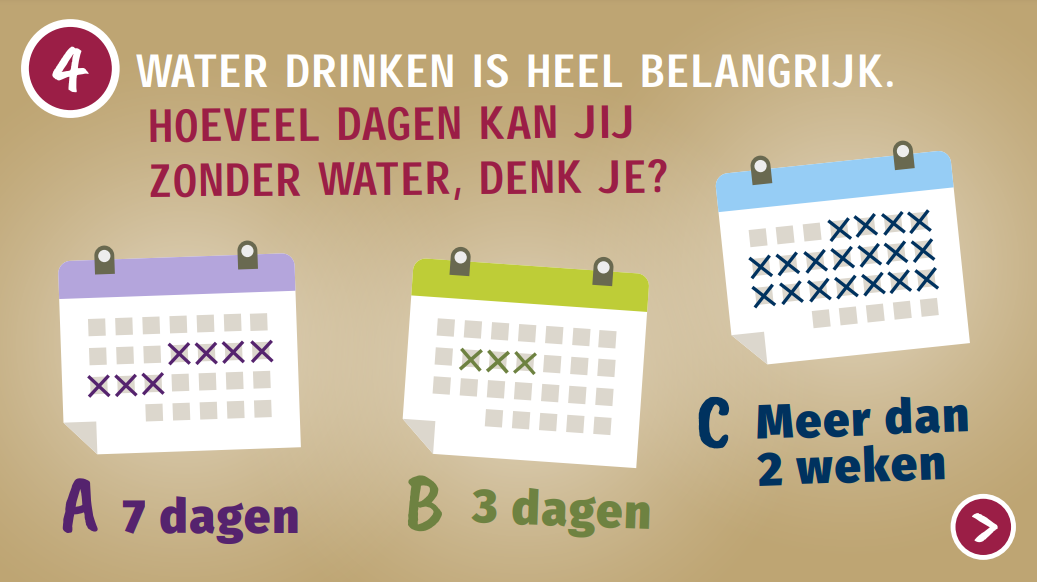 4
WATER DRINKEN IS HEEL BELANGRIJK.
HOEVEEL DAGEN KAN JIJ
ZONDER WATER, DENK JE?
A 7 dagen
B 3 dagen
C Meer dan
2 weken